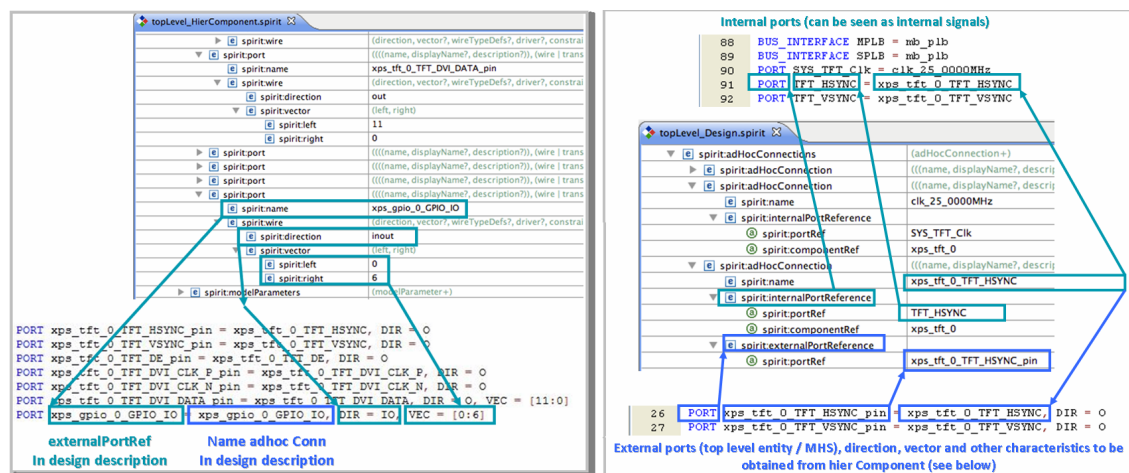 topLevel_HierComponent.spirit
spirit:wire (direction, vector?, wireTypeDefs?, driver?, constrai
spirit:port ((((name, displayName?, description?)), (wire | trans
spirit:name xps_tft_0_TFT_DVI_DATA_pin
spirit:wire (direction, vector?, wireTypeDefs?, driver?, constrai
spirit:direction out
spirit:vector (left, right)
spirit:left 11
spirit:right 0
spirit:port ((((name, displayName?, description?)), (wire | trans
spirit:port ((((name, displayName?, description?)), (wire | trans
spirit:port ((((name, displayName?, description?)), (wire | trans
spirit:port ((((name, displayName?, description?)), (wire | trans
spirit:name xps_gpio_0_GPIO_IO
spirit:wire (direction, vector?, wireTypeDefs?, driver?, constrai
spirit:direction inout
spirit:vector (left, right)
spirit:left 0
spirit:right 6
spirit:modelParameters (modelParameter+)
PORT xps_tft_0_TFT_HSYNC_pin = xps_tft_0_TFT_HSYNC, DIR = O
PORT xps_tft_0_TFT_VSYNC_pin = xps_tft_0_TFT_VSYNC, DIR = O
PORT xps_tft_0_TFT_DE_pin = xps_tft_0_TFT_DE, DIR = O
PORT xps_tft_0_TFT_DVI_CLK_P_pin = xps_tft_0_TFT_DVI_CLK_P, DIR = O
PORT xps_tft_0_TFT_DVI_CLK_N_pin = xps_tft_0_TFT_DVI_CLK_N, DIR = O
PORT xps_tft_0_TFT_DVI_DATA_pin = xps_tft_0_TFT_DVI_DATA, DIR = O, VEC = [11:0]
PORT xps_gpio_0_GPIO_IO = xps_gpio_0_GPIO_IO, DIR = IO, VEC = [0:6]
externalPortRef
In design description
Name adhoc Conn
In design description
Internal ports (can be seen as internal signals)
88 BUS_INTERFACE MPLB = mb_plb
89 BUS_INTERFACE SPLB = mb_plb
90 PORT SYS_TFT_Clk = clk_25_0000MHz
91 PORT TFT_HSYNC = xps_tft_0_TFT_HSYNC
92 PORT TFT_VSYNC = xps_tft_0_TFT_VSYNC
topLevel_Design.spirit
spirit:adHocConnections (adHocConnection+)
spirit:adHocConnection (((name, displayName?, descrip
spirit:adHocConnection (((name, displayName?, descrip
spirit:name clk_25_0000MHz
spirit:internalPortReference
spirit:portRef SYS_TFT_Clk
spirit:componentRef xps_tft_0
spirit:adHocConnection (((name, displayName?, descrip
spirit:name xps_tft_0_TFT_HSYNC
spirit:internalPortReference
spirit:portRef TFT_HSYNC
spirit:componentRef xps_tft_0
spirit:externalPortReference
spirit:portRef xps_tft_0_TFT_HSYNC_pin
26 PORT xps_tft_0_TFT_HSYNC_pin = xps_tft_0_TFT_HSYNC, DIR = O
27 PORT xps_tft_0_TFT_VSYNC_pin = xps_tft_0_TFT_VSYNC, DIR = O
External ports (top level entity / MHS), direction, vector and other characteristics to be
obtained from hier Component (see below)